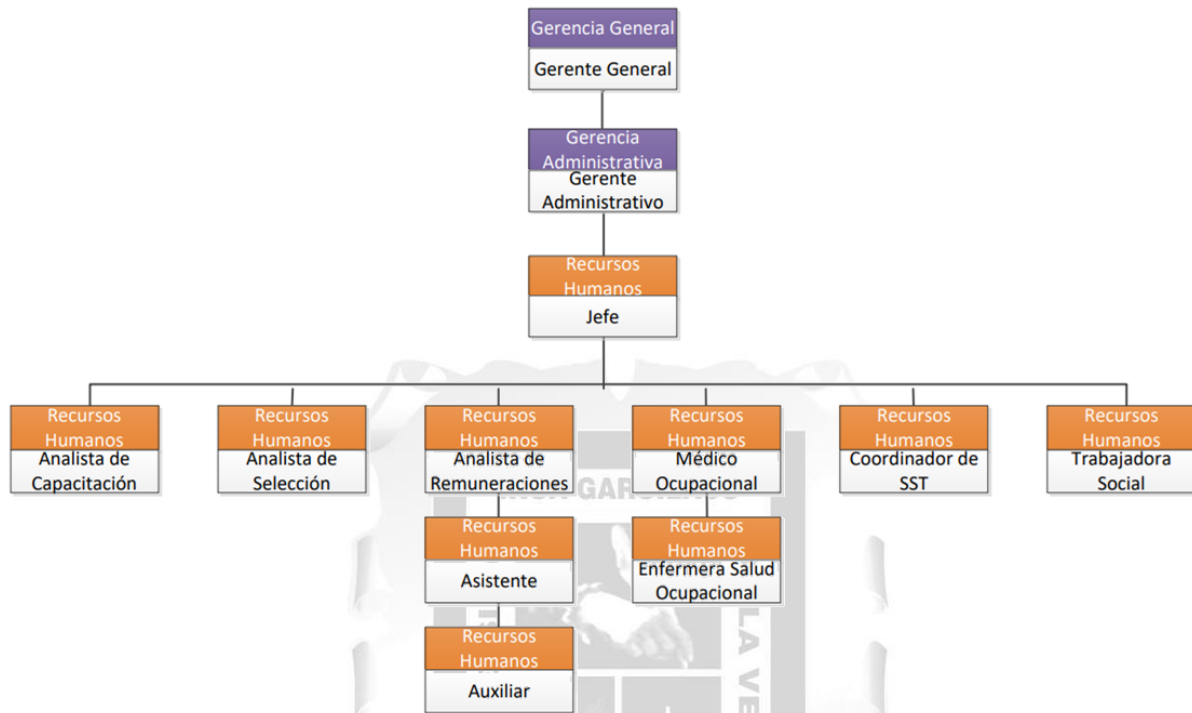 Gerencia General
Gerente General
Gerencia
Administrativa
Gerente
Administrativo
Recursos
Humanos
Jefe
Recursos
Humanos
Analista de
Capacitación
Recursos
Humanos
Analista de
Selección
Recursos
Humanos
Analista de
Remuneraciones
Recursos
Humanos
Médico
Ocupacional
Recursos
Humanos
Coordinador de
SST
Recursos
Humanos
Trabajadora
Social
Recursos
Humanos
Asistente
Recursos
Humanos
Enfermera Salud
Ocupacional
Recursos
Humanos
Auxiliar
LA